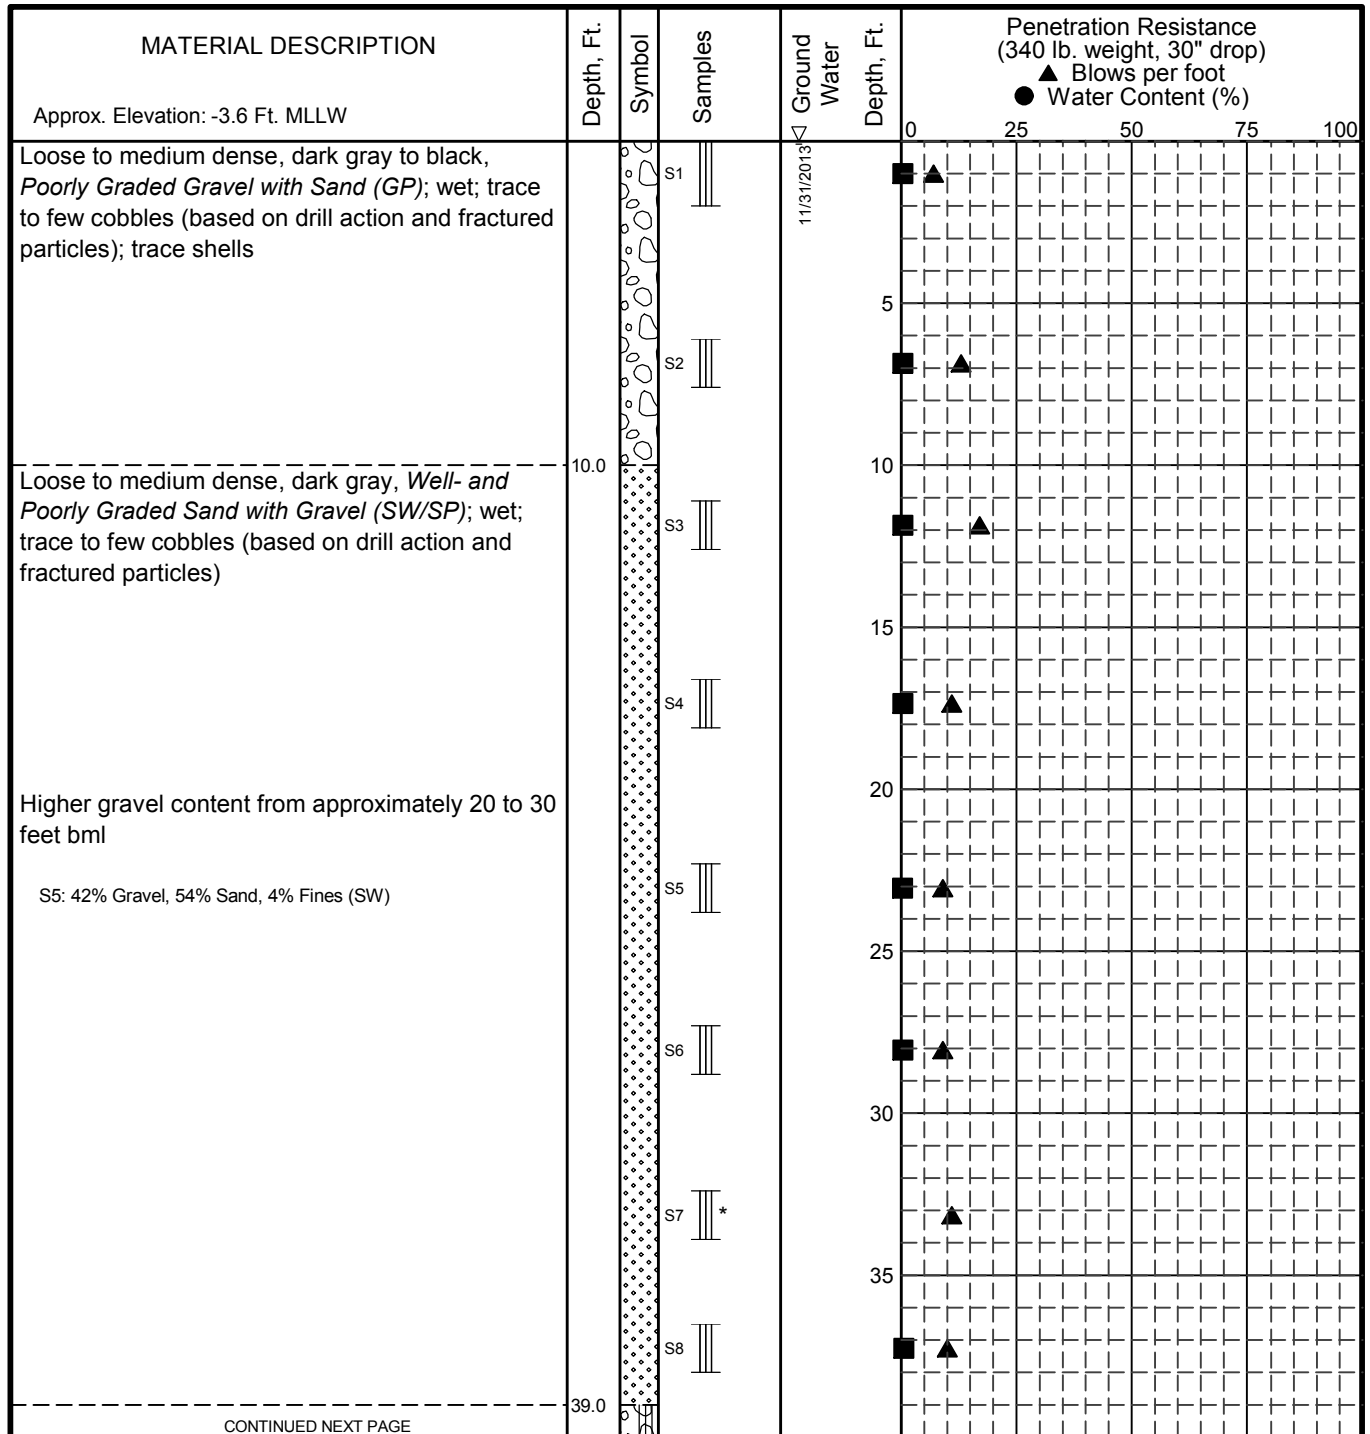 MATERIAL DESCRIPTION
Approx. Elevation: -3.6 Ft. MLLW
Depth, Ft.
Symbol
Samples
Ground
Water
Depth, Ft.
Penetration Resistance
(340 lb. weight, 30" drop)
▲ Blows per foot
● Water Content (%)
0 25 50 75 100
Loose to medium dense, dark gray to black,
Poorly Graded Gravel with Sand (GP); wet; trace
to few cobbles (based on drill action and fractured
particles); trace shells
S1
11/31/2013
5
S2
10.0
10
Loose to medium dense, dark gray, Well- and
Poorly Graded Sand with Gravel (SW/SP); wet;
trace to few cobbles (based on drill action and
fractured particles)
S3
15
S4
20
Higher gravel content from approximately 20 to 30
feet bml
S5: 42% Gravel, 54% Sand, 4% Fines (SW)
S5
25
S6
30
S7 *
35
S8
39.0
CONTINUED NEXT PAGE